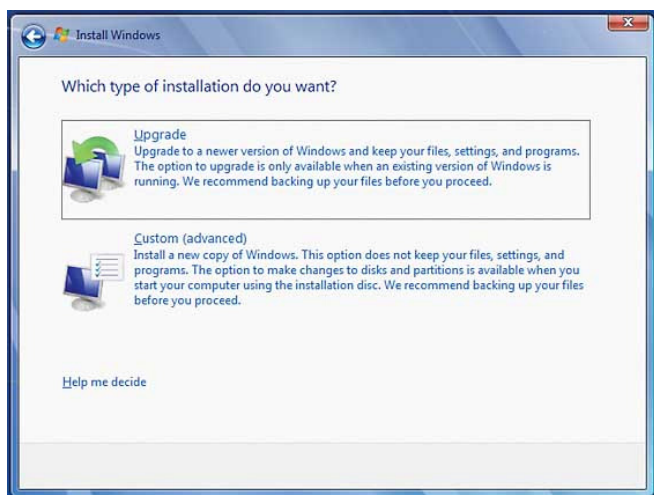 Install Windows
Which type of installation do you want?
Upgrade
Upgrade to a newer version of Windows and keep your files, settings, and programs.
The option to upgrade is only available when an existing version of Windows is
running. We recommend backing up your files before you proceed.
Custom (advanced)
Install a new copy of Windows. This option does not keep your files, settings, and
programs. The option to make changes to disks and partitions is available when you
start your computer using the installation disc. We recommend backing up your files
before you proceed.
Help me decide